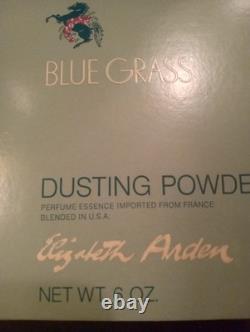 BLUE GRASS
DUSTING POWDE
PERFUME ESSENCE IMPORTED FROM FRANCE
BLENDED IN U.S.A.
Elizabeth Arden
NET WT. 6 OZ.